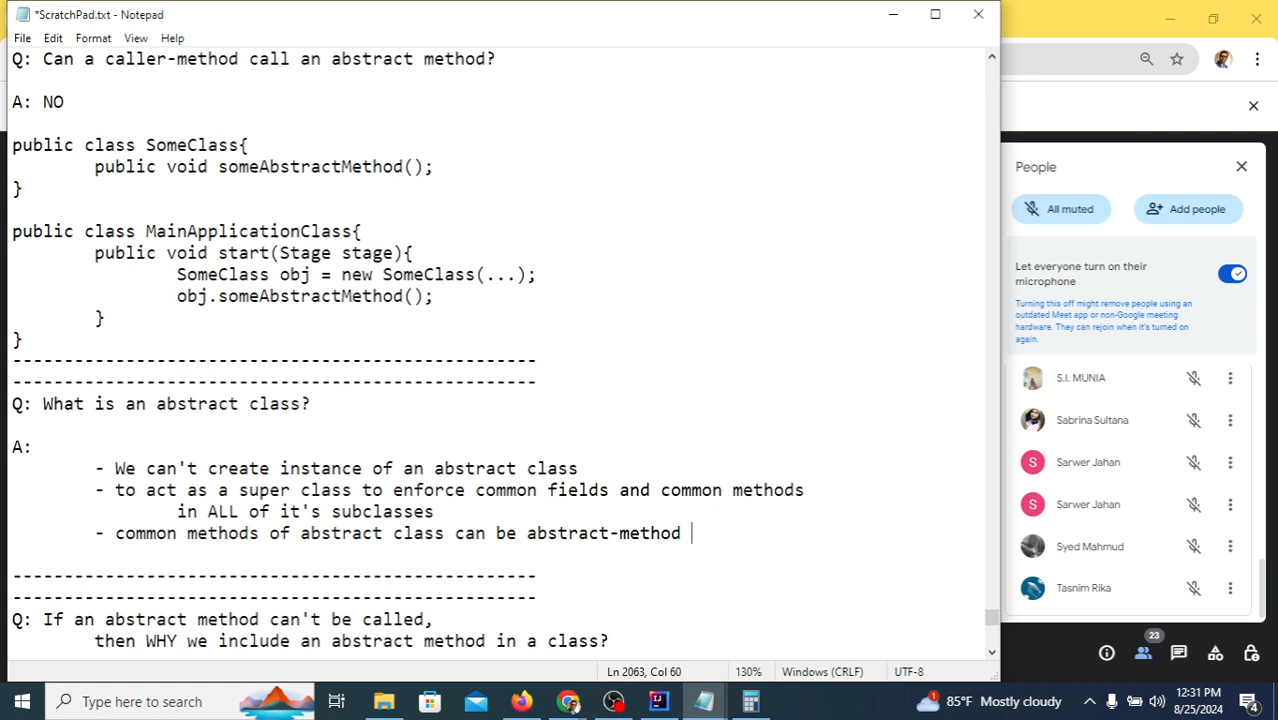 *ScratchPad.txt - Notepad
File Edit Format View Help
Q: Can a caller-method call an abstract method?
A: NO
public class SomeClass{
public void someAbstractMethod();
}
public class MainApplicationClass{
public void start(Stage stage){
SomeClass obj = new SomeClass(...);
obj.someAbstractMethod();
}
}
--------------------------------------------------
--------------------------------------------------
Q: What is an abstract class?
A:
- We can't create instance of an abstract class
- to act as a super class to enforce common fields and common methods
in ALL of it's subclasses
- common methods of abstract class can be abstract-method
--------------------------------------------------
--------------------------------------------------
Q: If an abstract method can't be called,
then WHY we include an abstract method in a class?
Ln 2063, Col 60 130% Windows (CRLF) UTF-8
People
All muted Add people
Let everyone turn on their
microphone
Turning this off might remove people using an
outdated Meet app or non-Google meeting
hardware. They can rejoin when it's turned on
again.
S.I. MUNIA
Sabrina Sultana
S Sarwer Jahan
S Sarwer Jahan
Syed Mahmud
Tasnim Rika
23
Type here to search
1
85°F Mostly cloudy
12:31 PM
8/25/2024
4